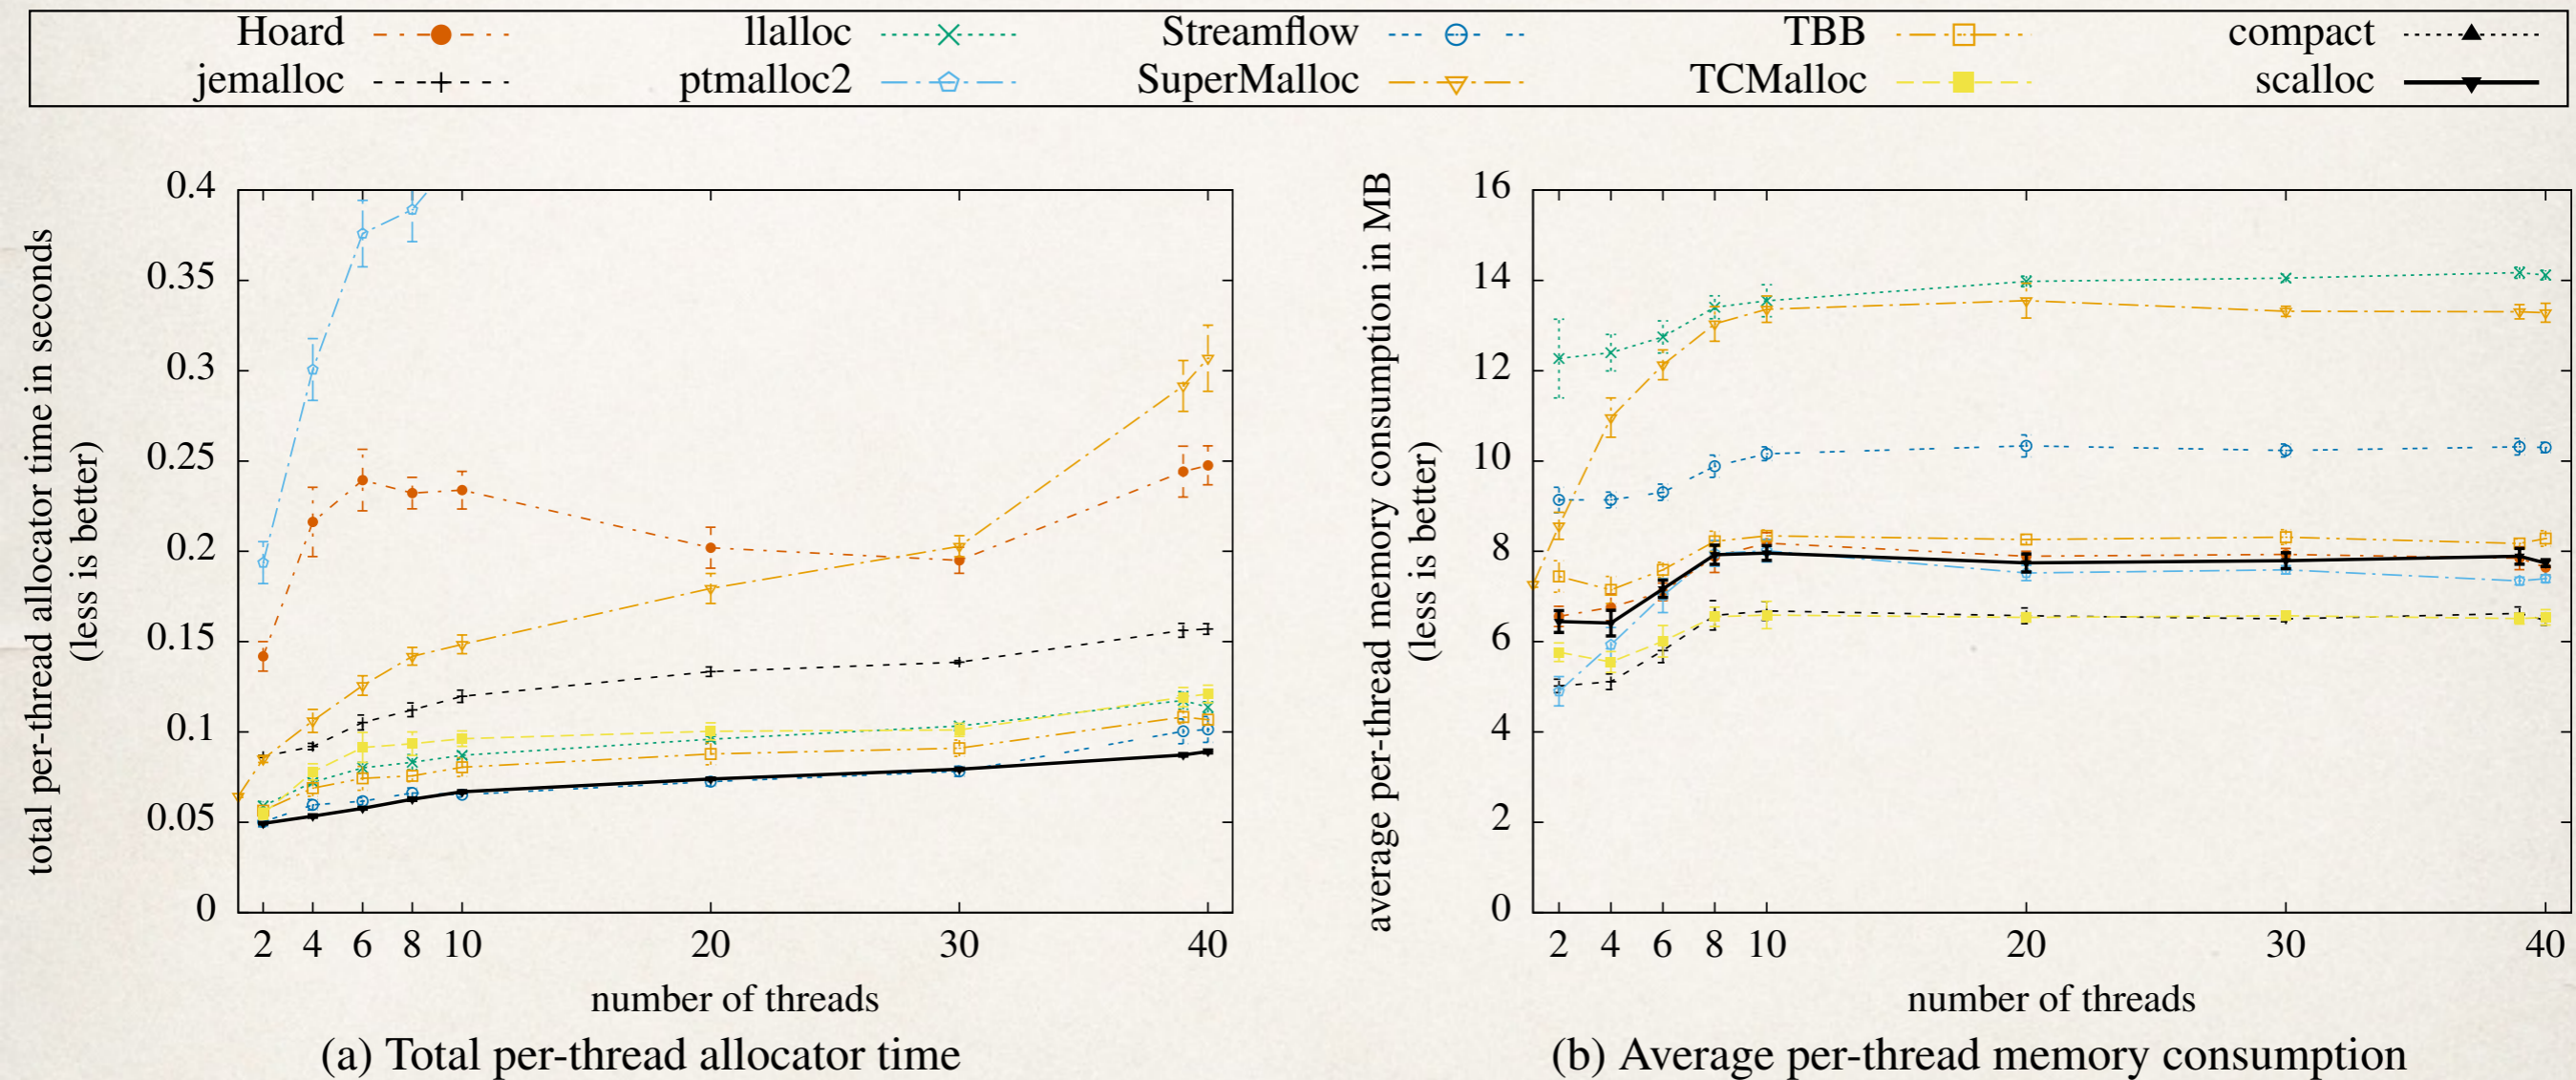 Hoard llalloc Streamflow TBB compact
jemalloc ptmalloc2 SuperMalloc TCMalloc scalloc
total per-thread allocator time in seconds
(less is better)
0.4
0.35
0.3
0.25
0.2
0.15
0.1
0.05
0
2 4 6 8 10 20 30 40
number of threads
(a) Total per-thread allocator time
average per-thread memory consumption in MB
(less is better)
16
14
12
10
8
6
4
2
0
2 4 6 8 10 20 30 40
number of threads
(b) Average per-thread memory consumption